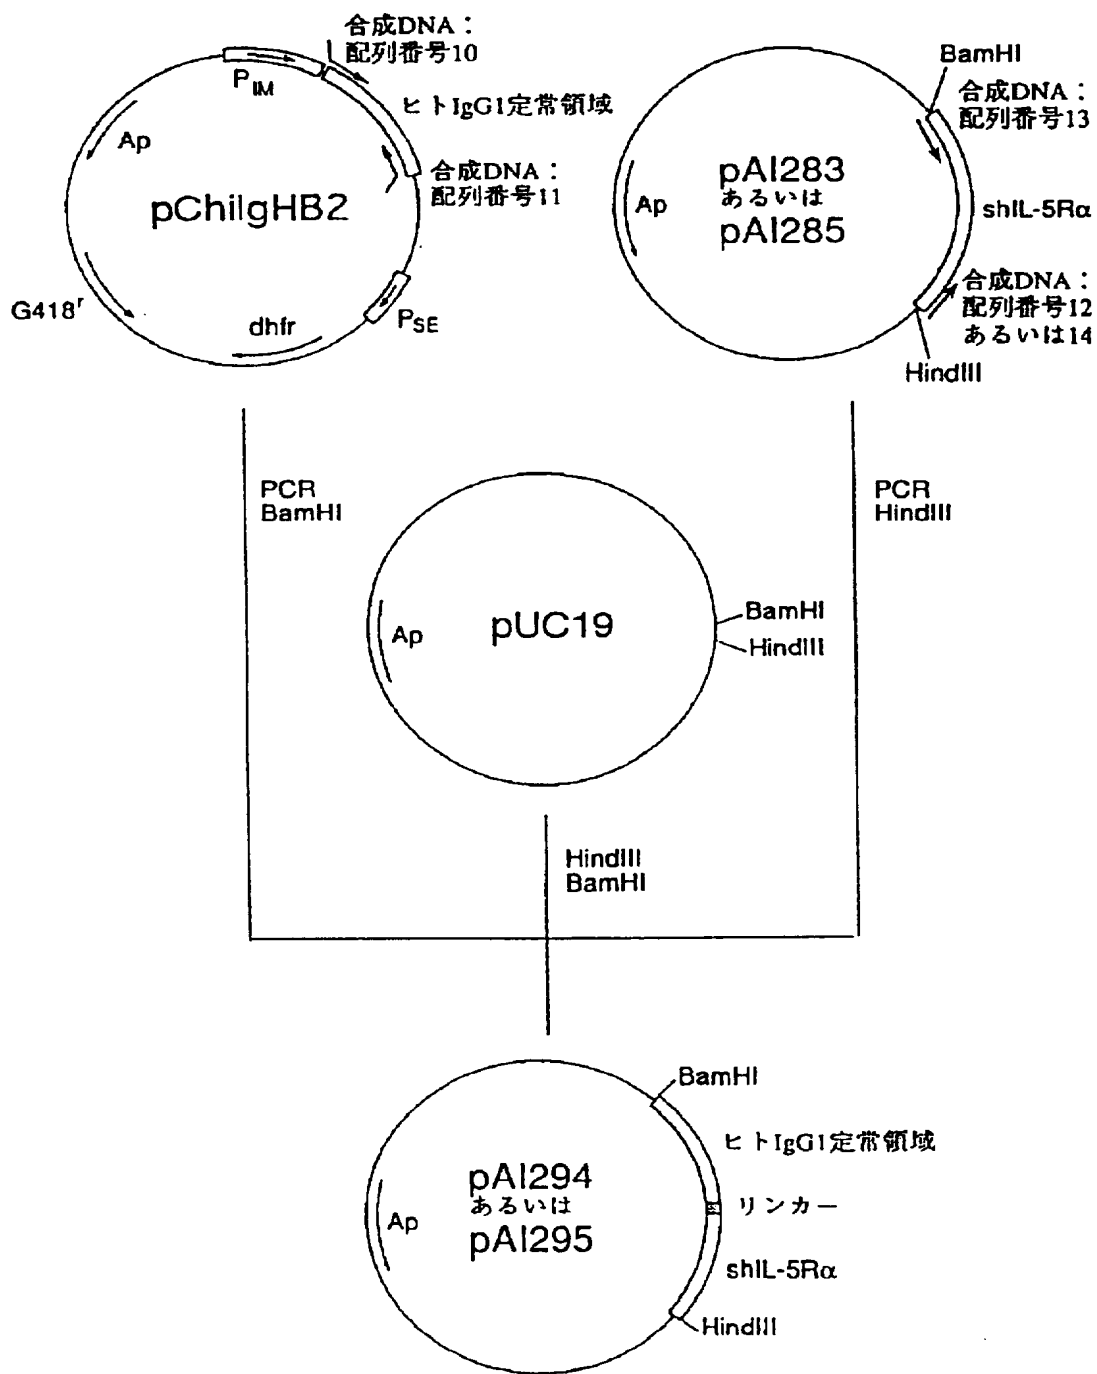 合成DNA：
配列番号10
PIM
ヒトIgG1定常領域
Ap
合成DNA：
配列番号11
pChiIgHB2
G418r
dhfr
PSE
BamHI
合成DNA：
配列番号13
pAI283
あるいは
pAI285
Ap
shIL-5Rα
合成DNA：
配列番号12
あるいは14
HindIII
PCR
BamHI
PCR
HindIII
Ap
pUC19
BamHI
HindIII
HindIII
BamHI
BamHI
ヒトIgG1定常領域
pAI294
あるいは
pAI295
Ap
リンカー
shIL-5Rα
HindIII